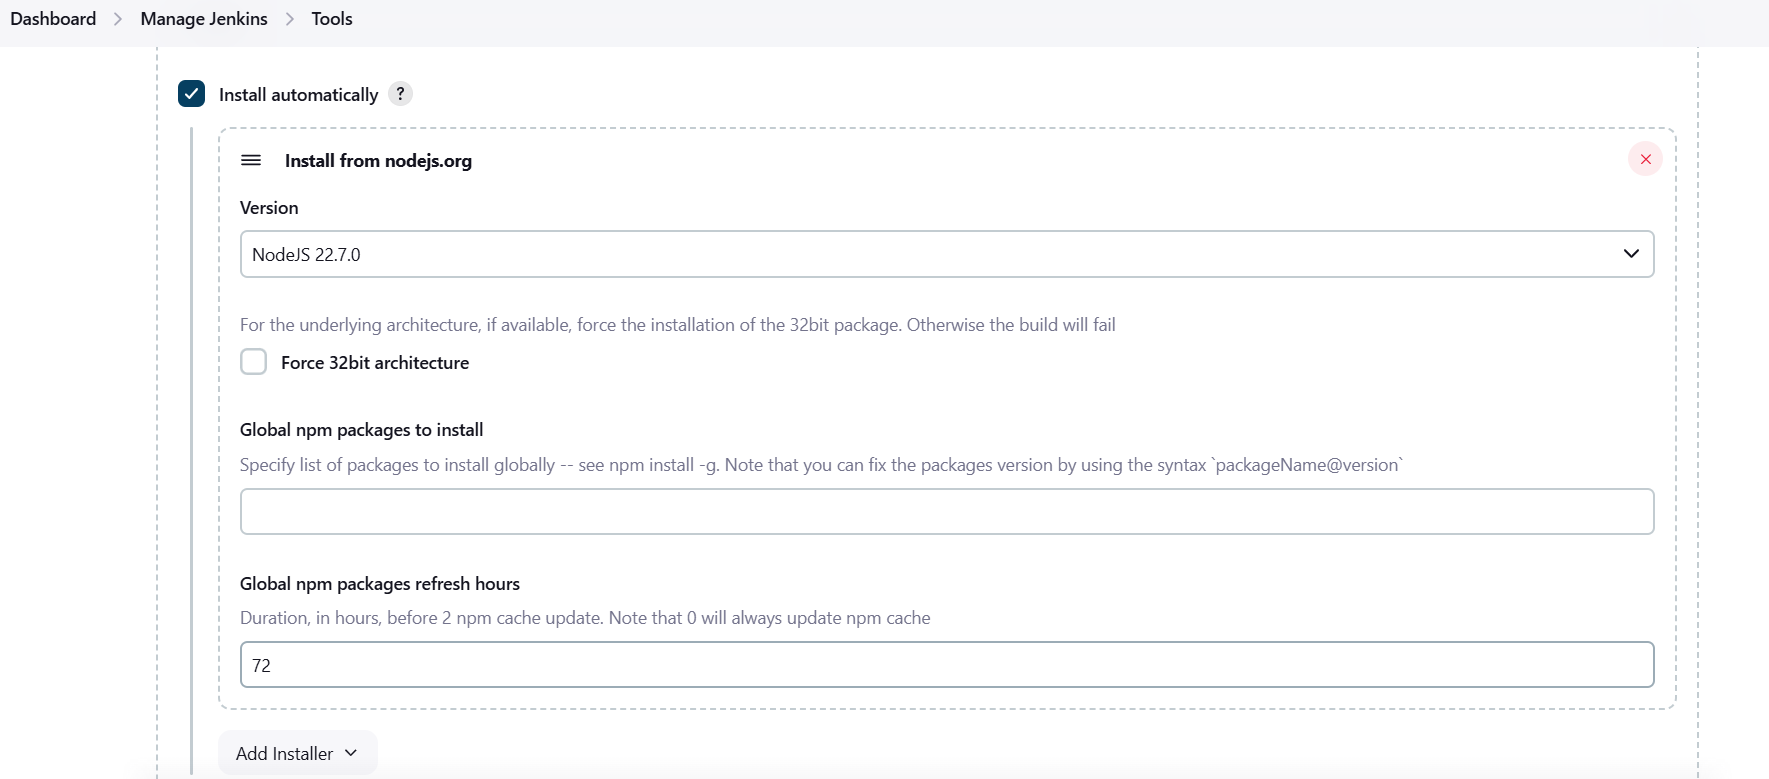 Dashboard > Manage Jenkins > Tools
Install automatically ?
Install from nodejs.org
Version
NodeJS 22.7.0
For the underlying architecture, if available, force the installation of the 32bit package. Otherwise the build will fail
Force 32bit architecture
Global npm packages to install
Specify list of packages to install globally -- see npm install -g. Note that you can fix the packages version by using the syntax `packageName@version`
Global npm packages refresh hours
Duration, in hours, before 2 npm cache update. Note that 0 will always update npm cache
72
Add Installer